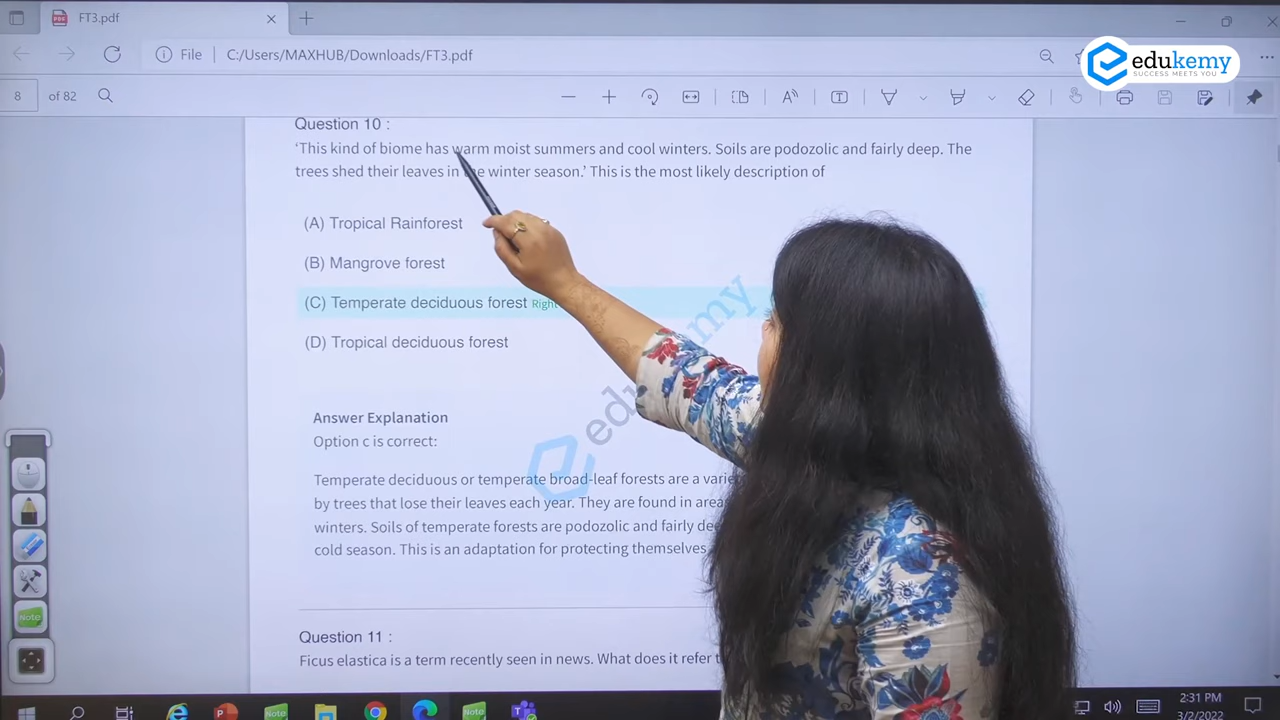 FT3.pdf
File C:/Users/MAXHUB/Downloads/FT3.pdf
edukemy
SUCCESS MEETS YOU
8 of 82
Question 10 :
‘This kind of biome has warm moist summers and cool winters. Soils are podozolic and fairly deep. The
trees shed their leaves in the winter season.’ This is the most likely description of
(A) Tropical Rainforest
(B) Mangrove forest
(C) Temperate deciduous forest Right
(D) Tropical deciduous forest
edukemy
Answer Explanation
Option c is correct:
Temperate deciduous or temperate broad-leaf forests are a
by trees that lose their leaves each year. They are found in
winters. Soils of temperate forests are podozolic and fairly
cold season. This is an adaptation for protecting themselves
Question 11 :
Ficus elastica is a term recently seen in news. What does it refer
Note
Note
Note
2:31 PM
3/2/2022